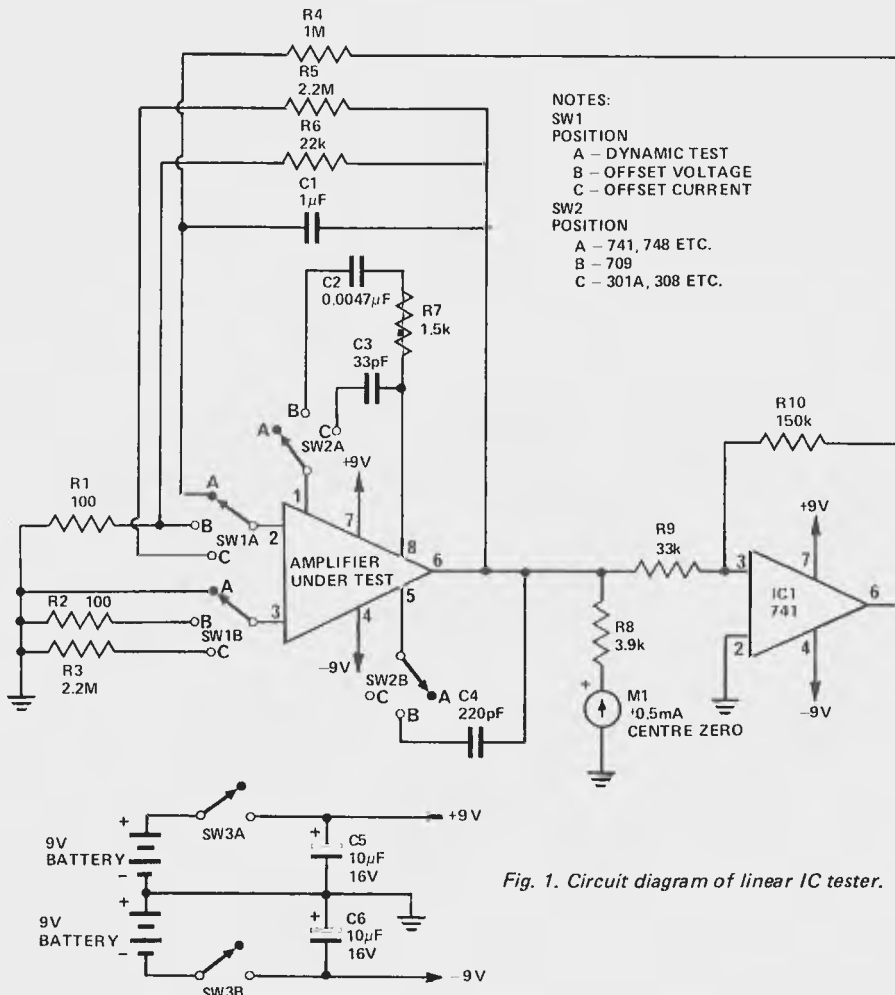 R4
1M
R5
2.2M
R6
22k
C1
1µF
NOTES:
SW1
POSITION
A – DYNAMIC TEST
B – OFFSET VOLTAGE
C – OFFSET CURRENT
SW2
POSITION
A – 741, 748 ETC.
B – 709
C – 301A, 308 ETC.
C2
0.0047µF
R7
1.5k
C3
33pF
B
C
A
SW2A
+9V
R10
150k
R1
100
A
B
SW1A
C
1
2
7
8
AMPLIFIER
UNDER TEST
6
5
4
3
–9V
R2 100
A
B
SW1B
C
R3
2.2M
R9
33k
+9V
3
7
IC1
741
6
2
4
–9V
R8
3.9k
+
M1
+0.5mA
CENTRE ZERO
SW2B
C
A
B
C4
220pF
9V
BATTERY
+
–
SW3A
+9V
+
C5
10µF
16V
9V
BATTERY
+
–
SW3B
–9V
+
C6
10µF
16V
Fig. 1. Circuit diagram of linear IC tester.